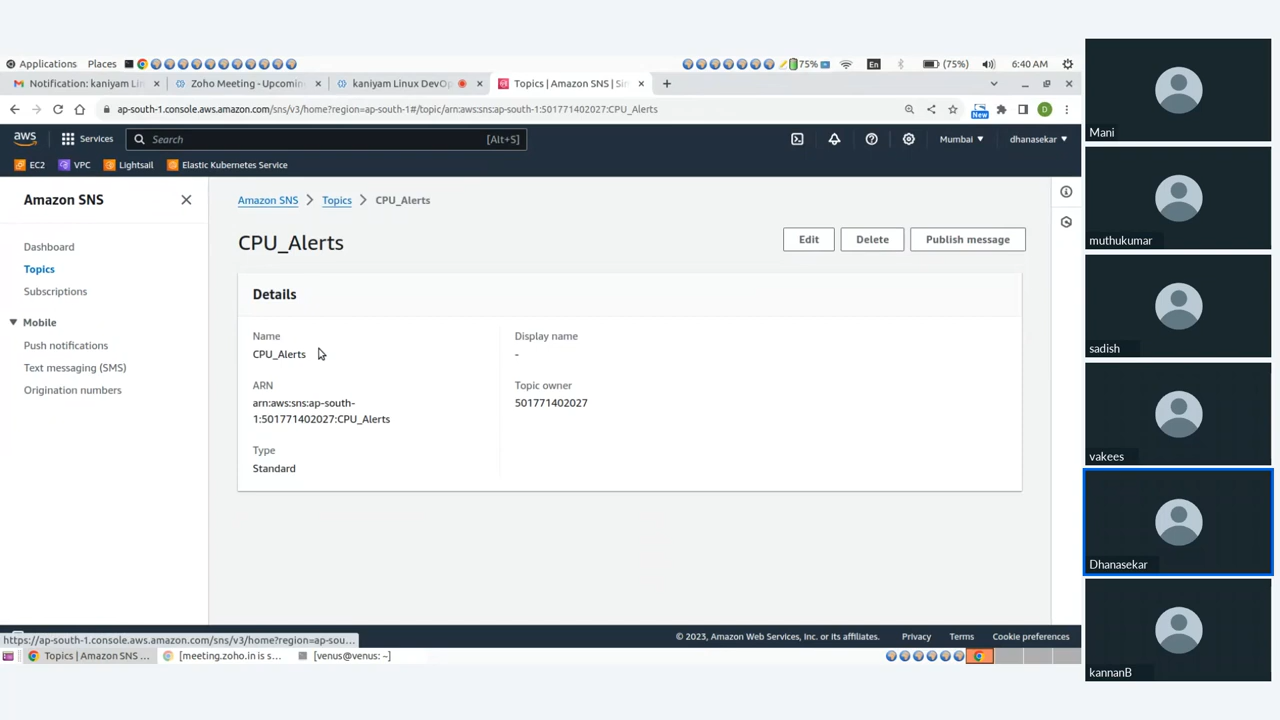 Applications Places 75% En (75%) 6:40 AM
Notification: kaniyam Lin Zoho Meeting - Upcomin kaniyam Linux DevO Topics | Amazon SNS | Sin
ap-south-1.console.aws.amazon.com/sns/v3/home?region=ap-south-1#/topic/arn:aws:sns:ap-south-1:501771402027:CPU_Alerts New D
aws Services Search [Alt+S] Mumbai dhanasekar
EC2 VPC Lightsail Elastic Kubernetes Service
Amazon SNS
Dashboard
Topics
Subscriptions
Mobile
Push notifications
Text messaging (SMS)
Origination numbers
Amazon SNS Topics CPU_Alerts
CPU_Alerts
Edit Delete Publish message
Details
Name
CPU_Alerts
ARN
arn:aws:sns:ap-south-
1:501771402027:CPU_Alerts
Type
Standard
Display name
-
Topic owner
501771402027
© 2023, Amazon Web Services, Inc. or its affiliates. Privacy Terms Cookie preferences
https://ap-south-1.console.aws.amazon.com/sns/v3/home?region=ap-sou...
Topics | Amazon SNS ... [meeting.zoho.in is s... [venus@venus: ~]
Mani
muthukumar
sadish
vakees
Dhanasekar
kannanB